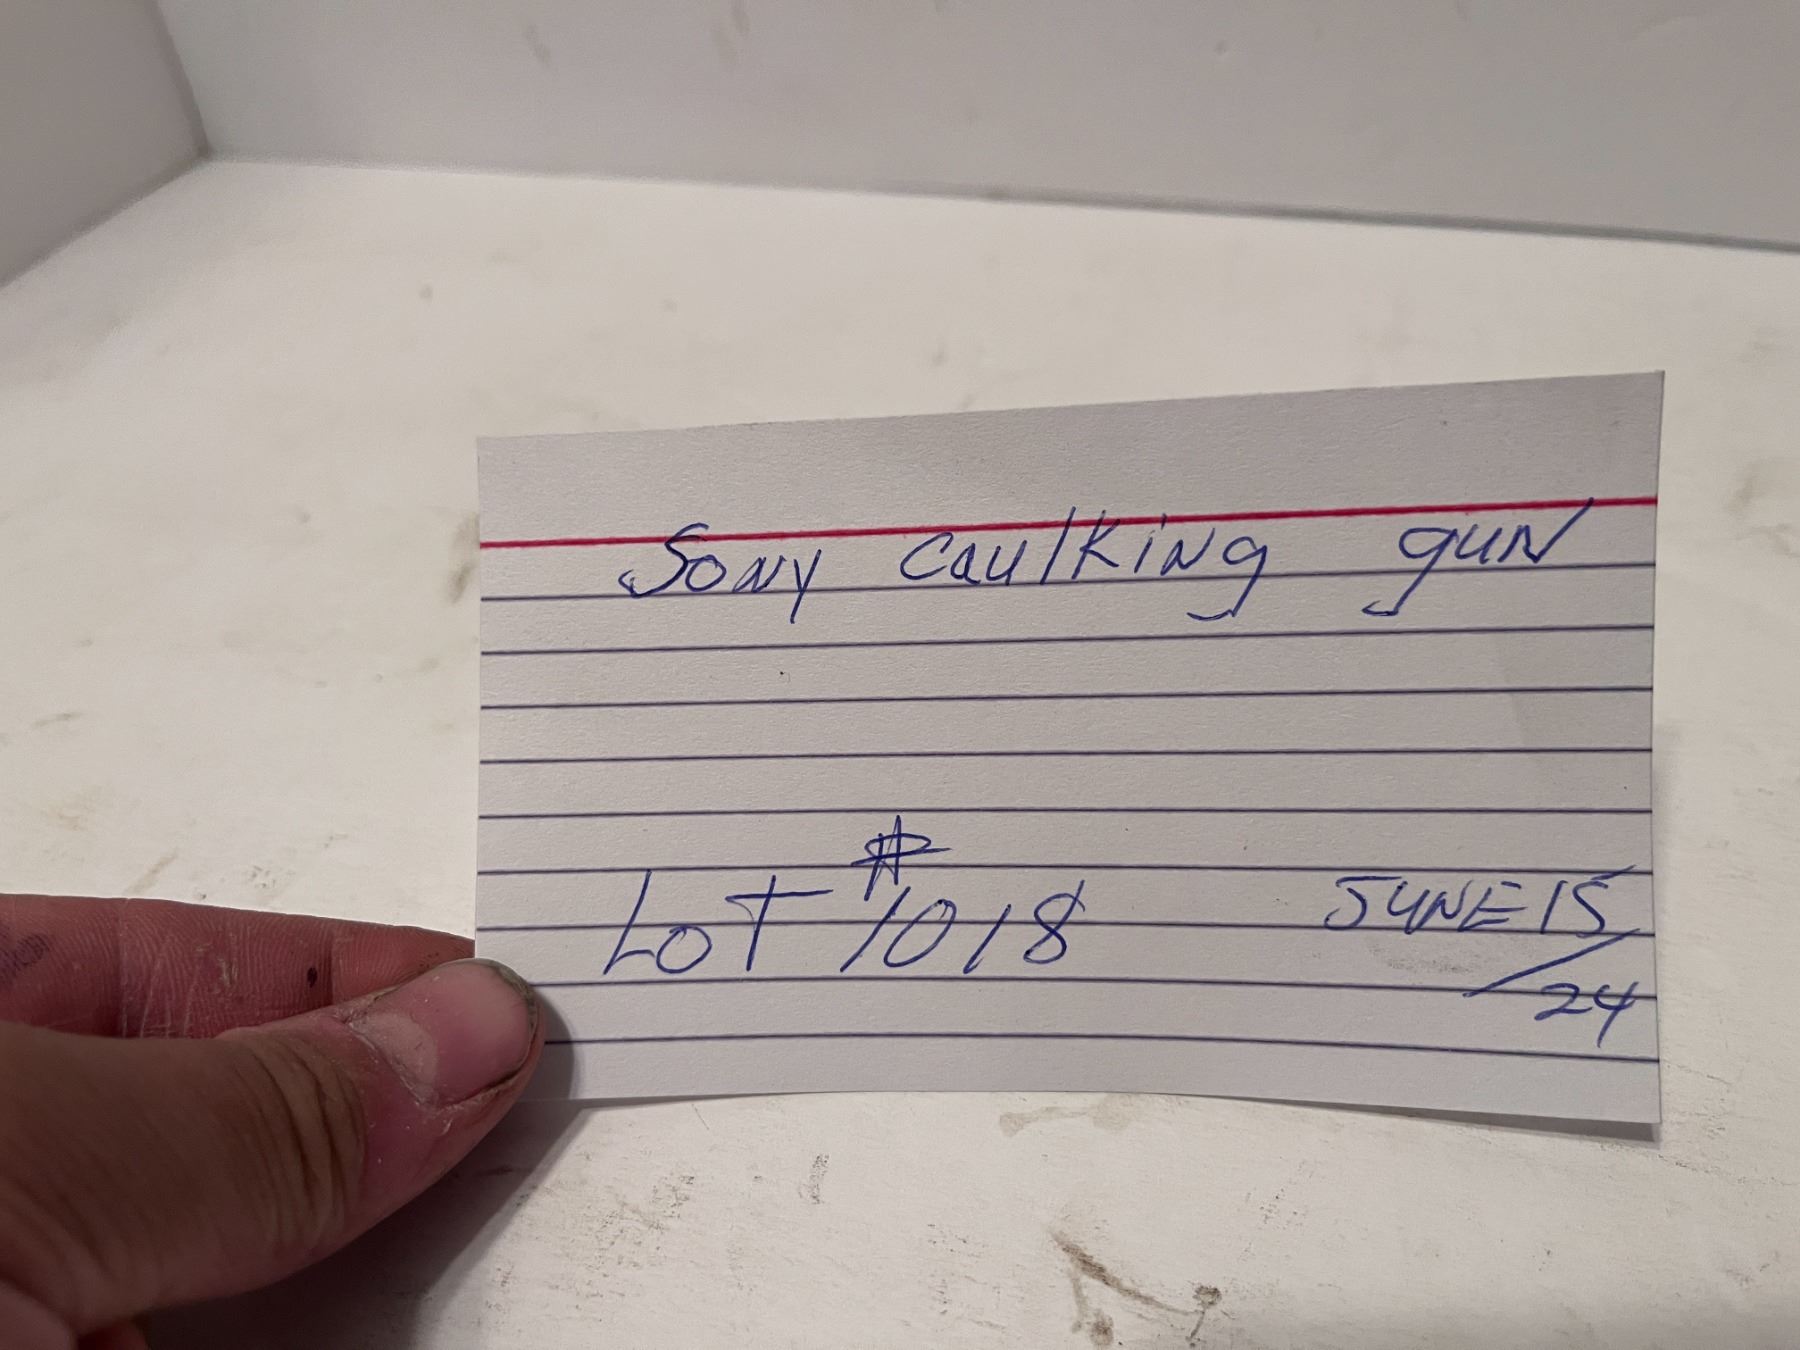 Sony caulking gun
LOT #1018
JUNE 15
/24